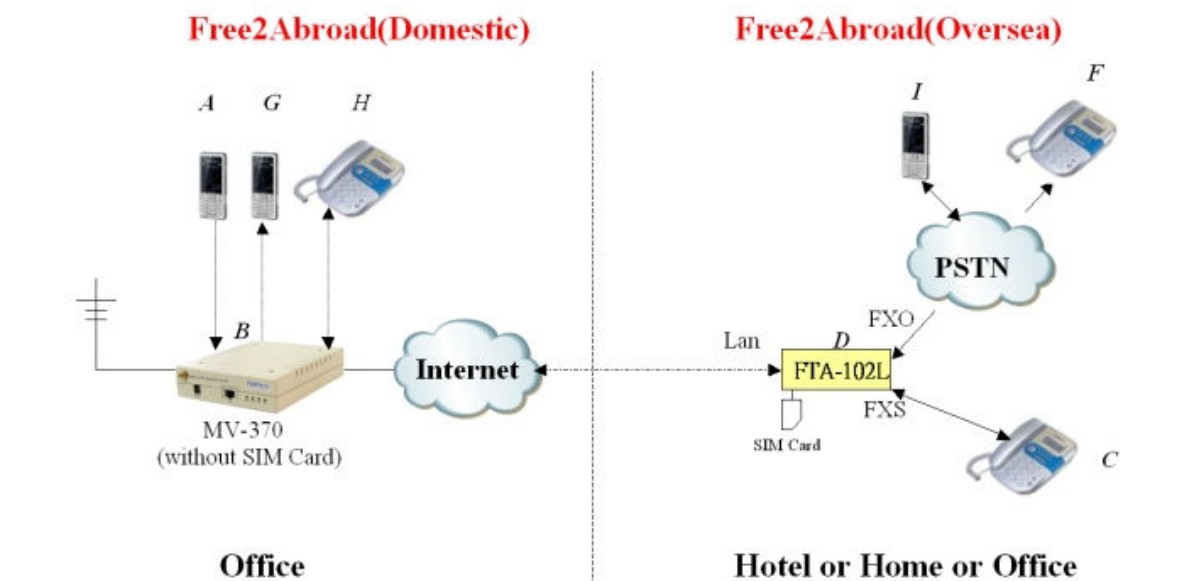 Free2Abroad(Domestic)
Free2Abroad(Oversea)
A
G
H
I
F
PSTN
B
Internet
Lan
D
FXO
FTA-102L
FXS
SIM Card
C
MV-370
(without SIM Card)
Office
Hotel or Home or Office